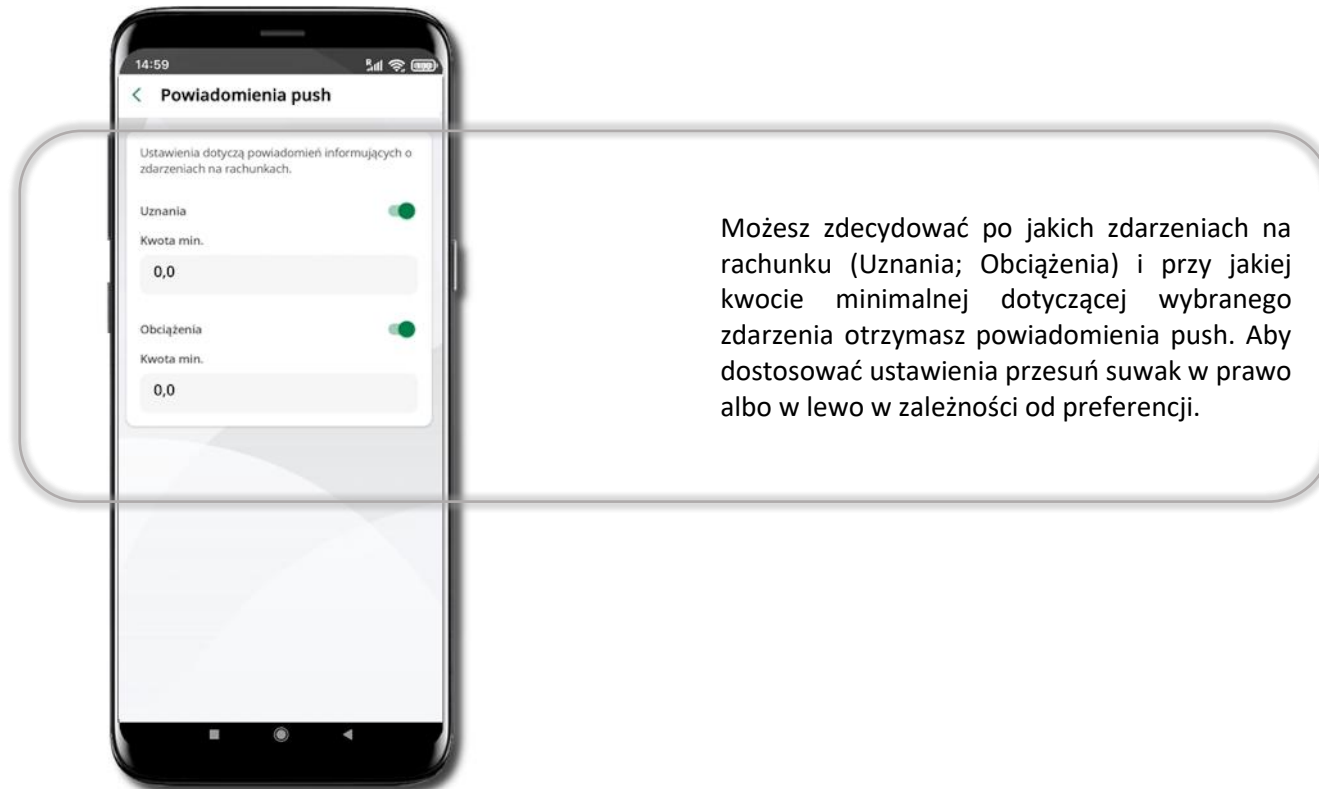 14:59
Powiadomienia push
Ustawienia dotyczą powiadomień informujących o
zdarzeniach na rachunkach.
Uznania
Kwota min.
0,0
Obciążenia
Kwota min.
0,0
Możesz zdecydować po jakich zdarzeniach na
rachunku (Uznania; Obciążenia) i przy jakiej
kwocie minimalnej dotyczącej wybranego
zdarzenia otrzymasz powiadomienia push. Aby
dostosować ustawienia przesuń suwak w prawo
albo w lewo w zależności od preferencji.